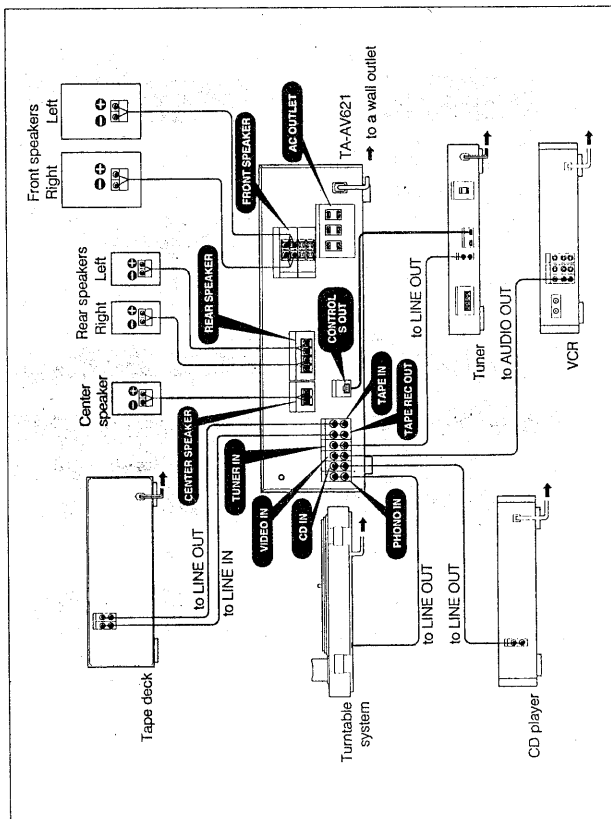 Front speakers
Right
Left
Rear speakers
Right
Left
Center
speaker
Tape deck
to LINE OUT
to LINE IN
CENTER SPEAKER
REAR SPEAKER
FRONT SPEAKER
AC OUTLET
TA-AV621
to a wall outlet
TUNER IN
VIDEO IN
CD IN
CONTROL
S OUT
TAPE IN
TAPE REC OUT
PHONO IN
Turntable
system
to LINE OUT
to LINE OUT
CD player
to LINE OUT
Tuner
to AUDIO OUT
VCR